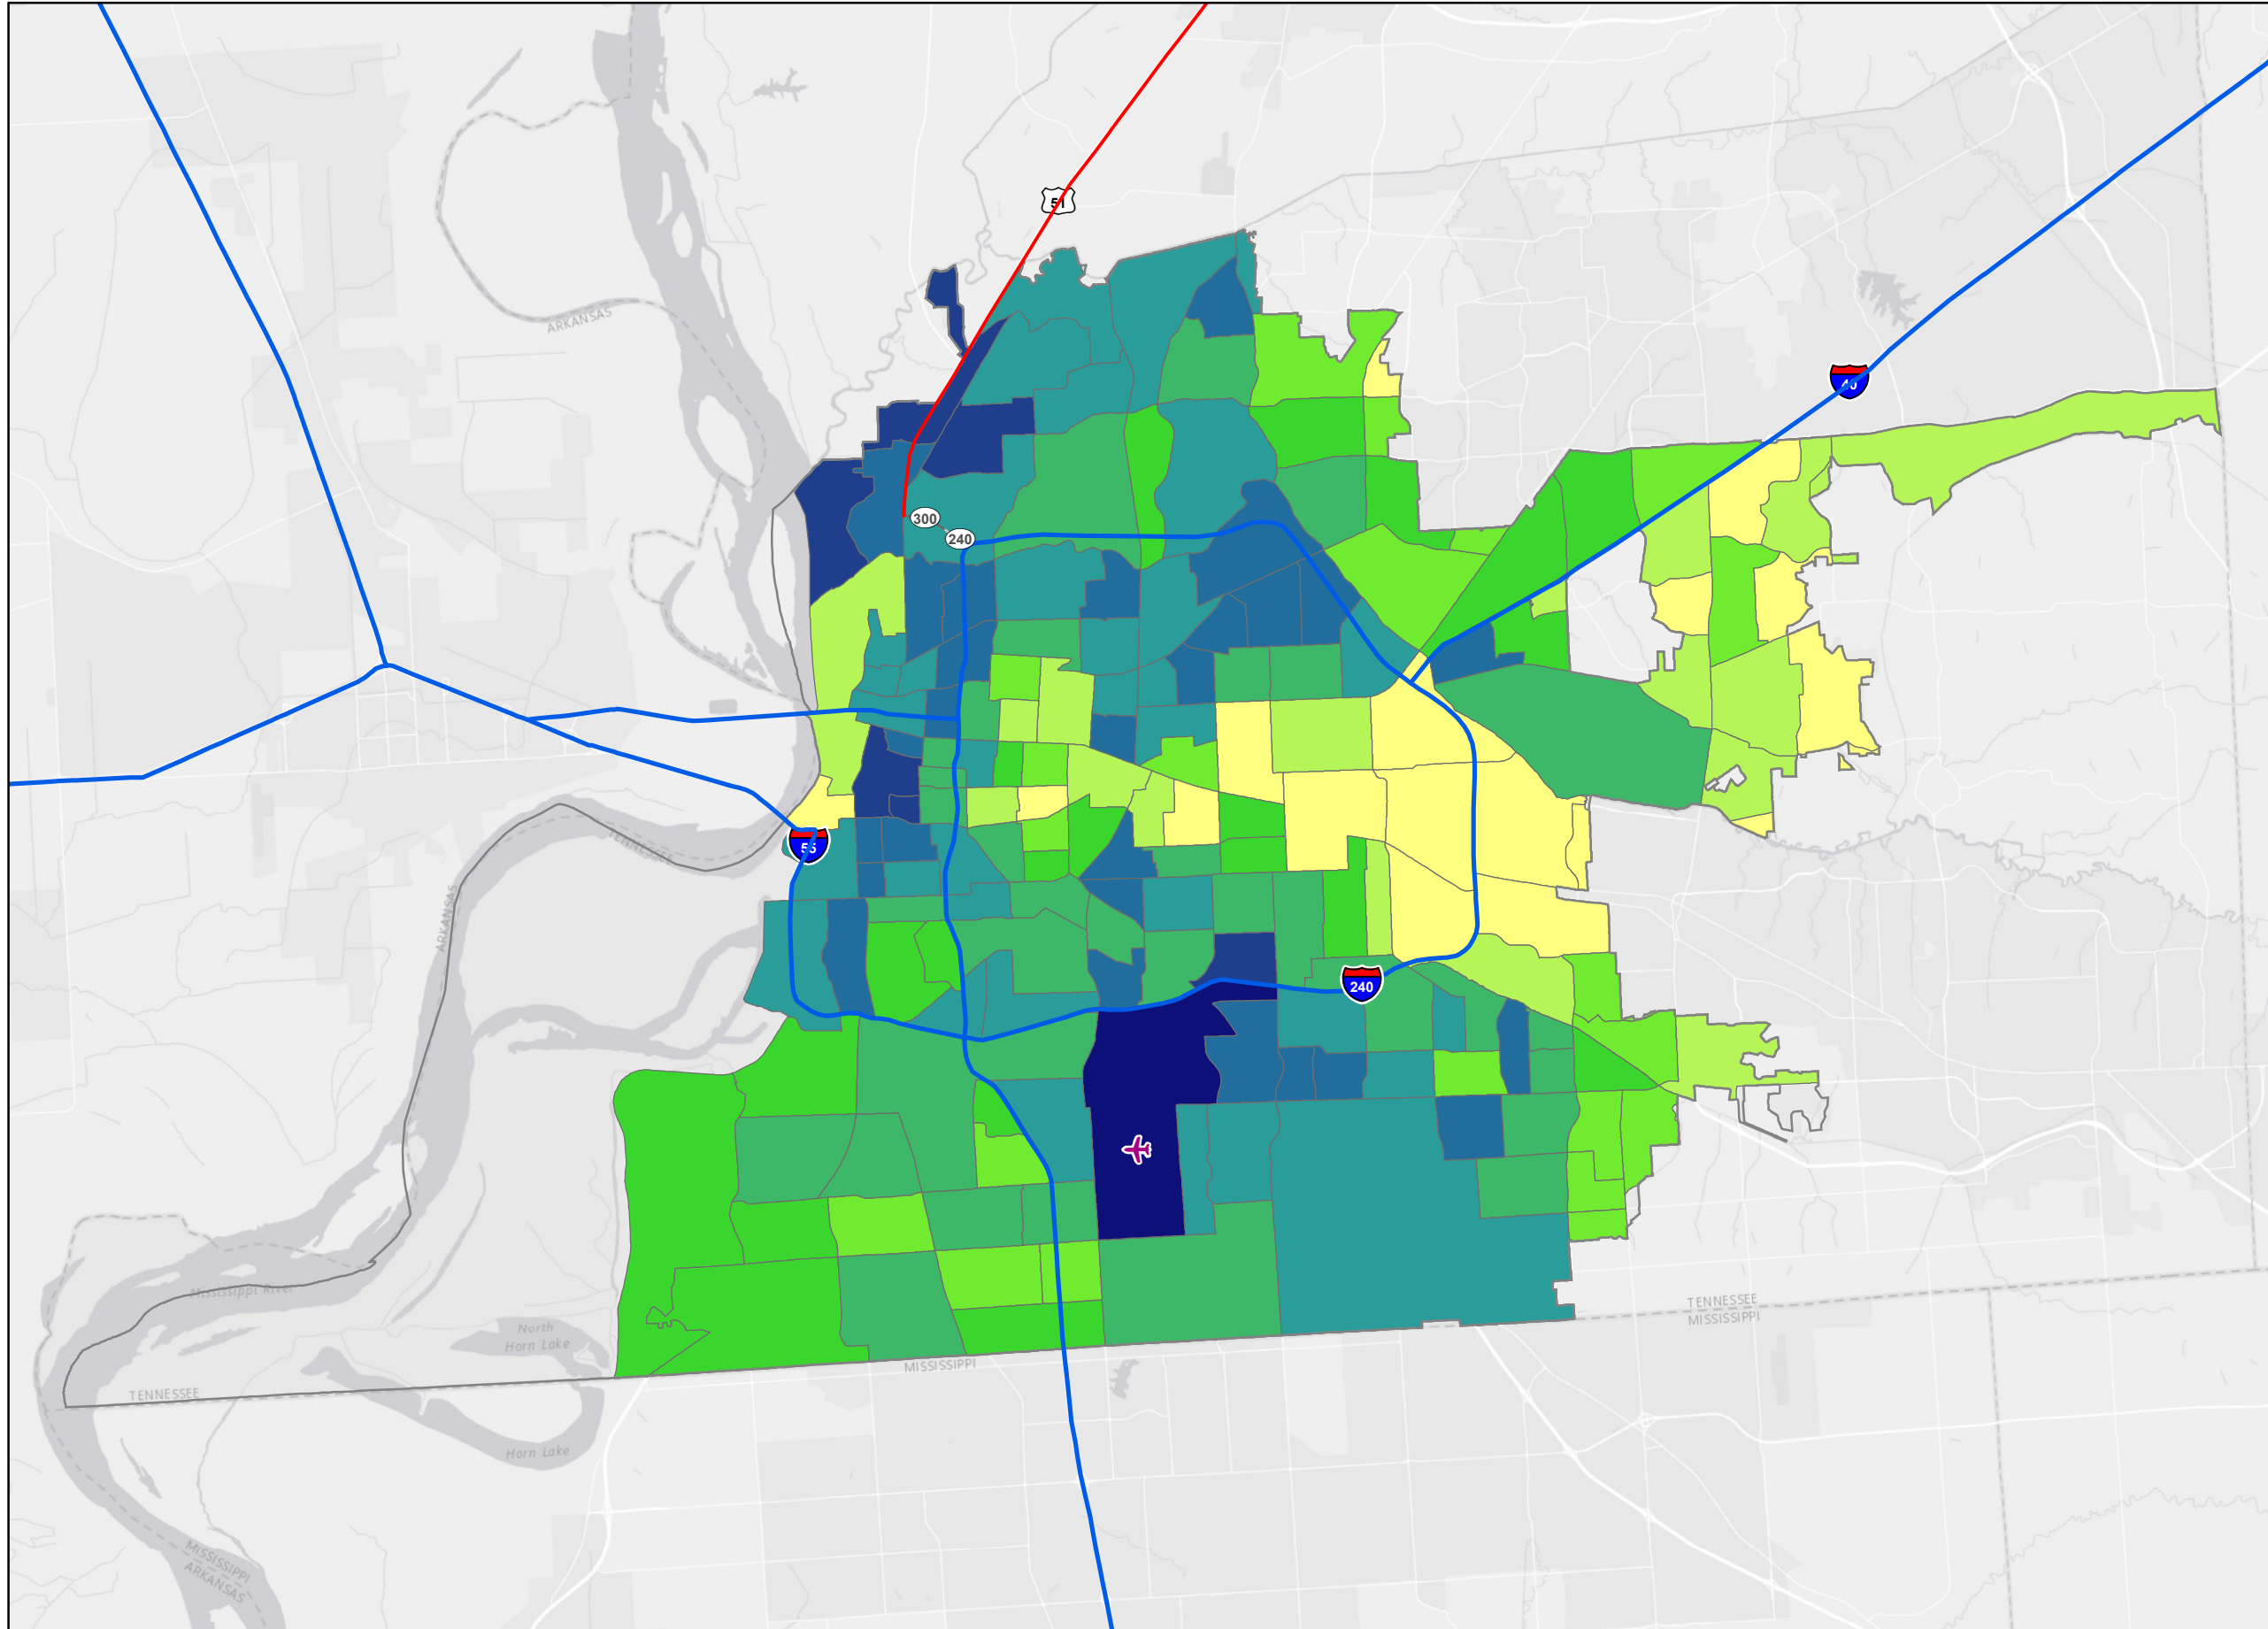 51
ARKANSAS
40
300
240
55
TENNESSEE
ARKANSAS
240
Mississippi River
North
Horn Lake
TENNESSEE
MISSISSIPPI
MISSISSIPPI
TENNESSEE
Horn Lake
MISSISSIPPI
ARKANSAS